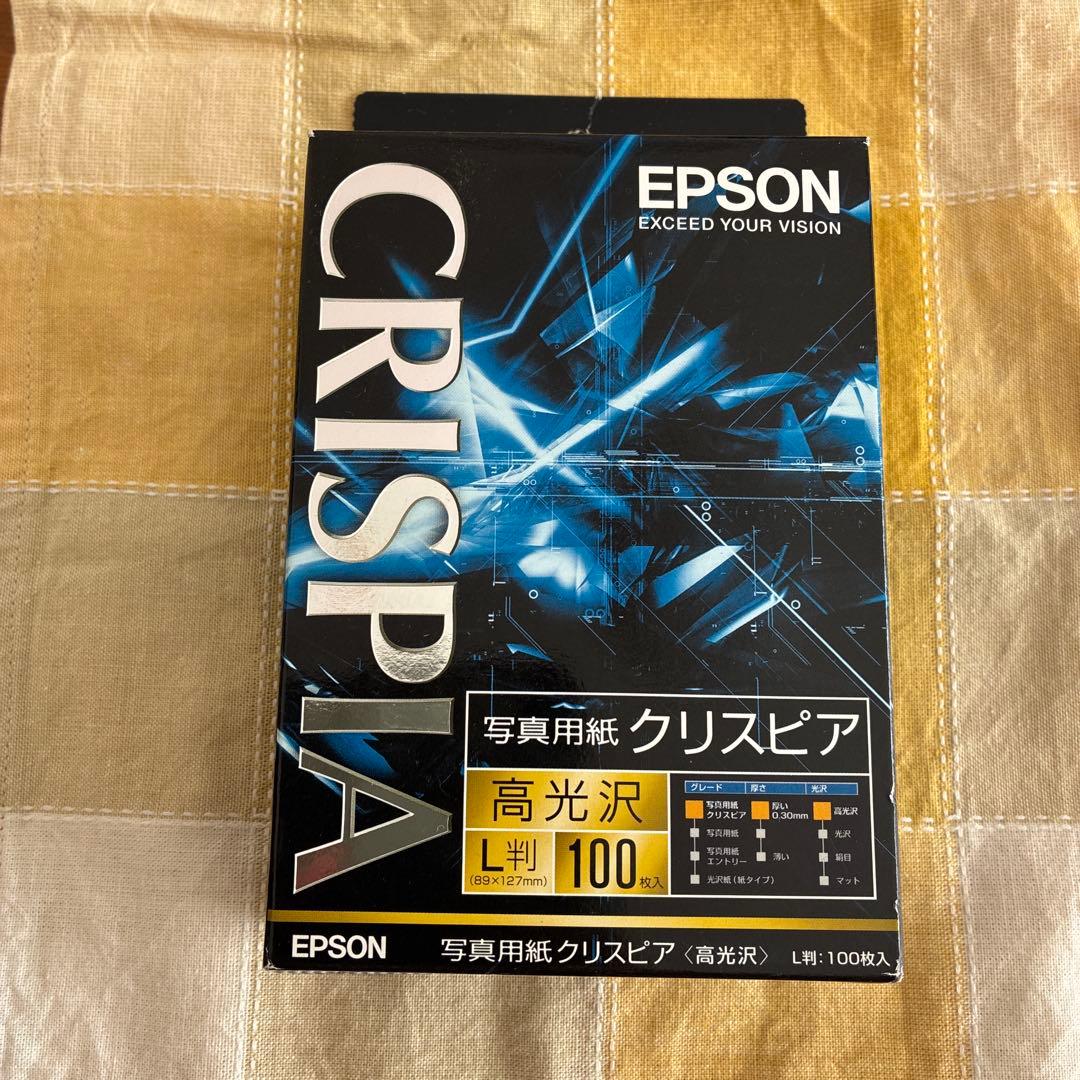 EPSON
EXCEED YOUR VISION
CRISPIA
写真用紙 クリスピア
高光沢
L判
(89×127mm)
100枚入
グレード 厚さ 光沢
写真用紙
クリスピア
厚い
0.30mm
高光沢
写真用紙
光沢
写真用紙
エントリー
薄い
絹目
光沢紙(紙タイプ)
マット
EPSON 写真用紙クリスピア〈高光沢〉 L判:100枚入